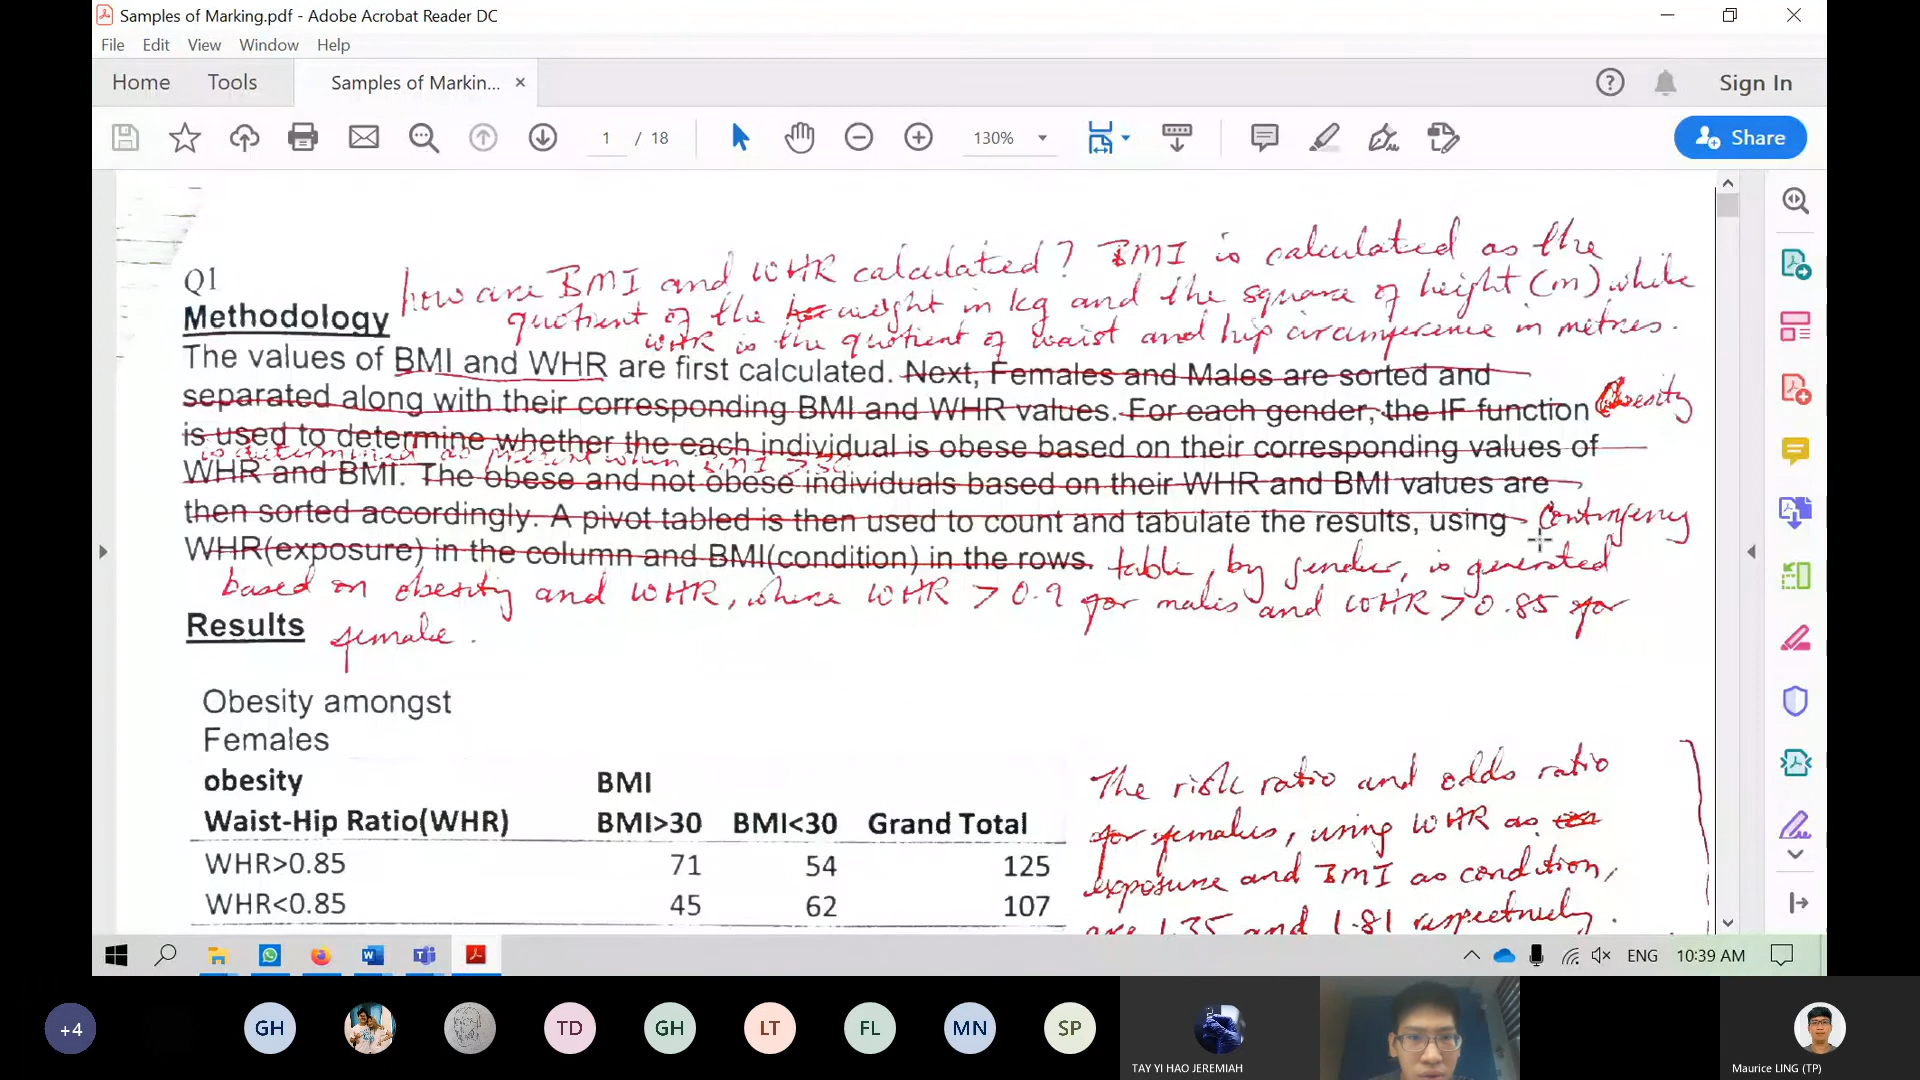 Samples of Marking.pdf - Adobe Acrobat Reader DC
File Edit View Window Help
Home Tools Samples of Markin... × Sign In
1 / 18 130% Share
Q1
how are BMI and WHR calculated? BMI is calculated as the
quotient of the weight in kg and the square of height (m) while
WHR is the quotient of waist and hip circumference in metres.
Methodology
The values of BMI and WHR are first calculated. Next, Females and Males are sorted and
separated along with their corresponding BMI and WHR values. For each gender, the IF function Obesity
is used to determine whether the each individual is obese based on their corresponding values of
is determined as present when BMI >30
WHR and BMI. The obese and not obese individuals based on their WHR and BMI values are
then sorted accordingly. A pivot tabled is then used to count and tabulate the results, using Contingency
WHR(exposure) in the column and BMI(condition) in the rows. table, by gender, is generated
based on obesity and WHR, where WHR > 0.9 for males and WHR > 0.85 for
female.
Results
Obesity amongst
Females
obesity BMI
Waist-Hip Ratio(WHR) BMI>30 BMI<30 Grand Total
WHR>0.85 71 54 125
WHR<0.85 45 62 107
The risk ratio and odds ratio
for females, using WHR as
exposure and BMI as condition,
are 1.35 and 1.81 respectively.
ENG 10:39 AM
+4 GH TD GH LT FL MN SP
TAY YI HAO JEREMIAH
Maurice LING (TP)